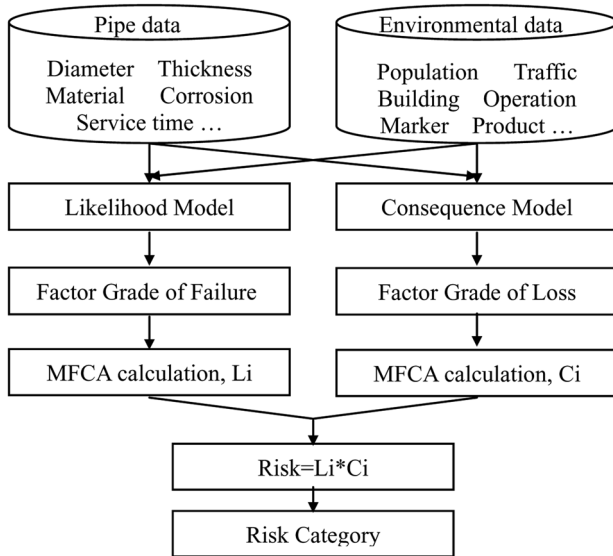 Pipe data
Diameter Thickness
Material Corrosion
Service time …
Environmental data
Population Traffic
Building Operation
Marker Product …
Likelihood Model
Consequence Model
Factor Grade of Failure
Factor Grade of Loss
MFCA calculation, Li
MFCA calculation, Ci
Risk=Li*Ci
Risk Category